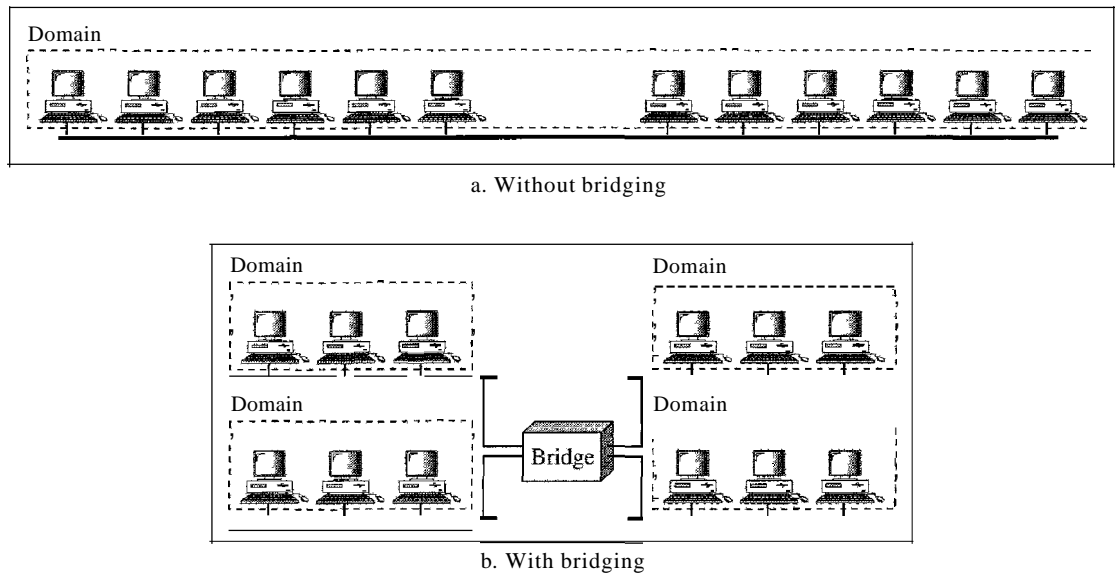 Domain
a. Without bridging
Domain
Domain
Domain
Domain
Bridge
b. With bridging